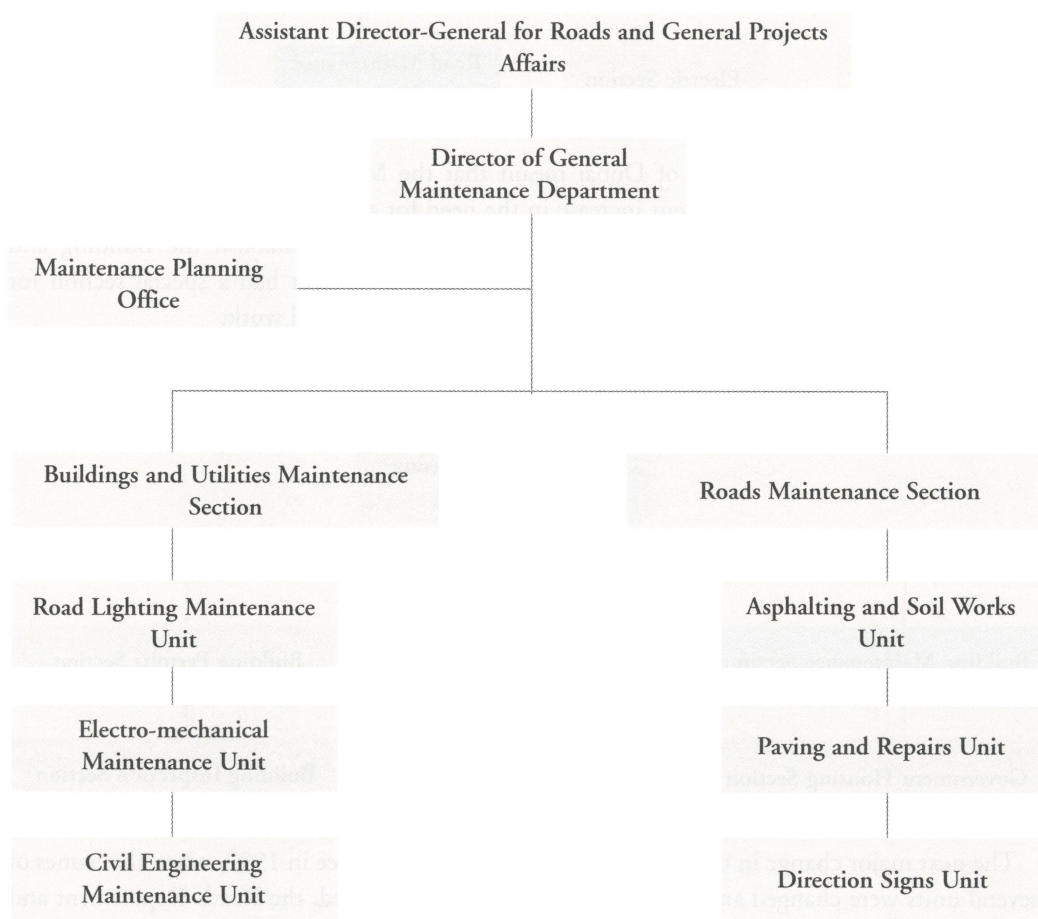 Assistant Director-General for Roads and General Projects
Affairs
Director of General
Maintenance Department
Maintenance Planning
Office
Buildings and Utilities Maintenance
Section
Roads Maintenance Section
Road Lighting Maintenance
Unit
Asphalting and Soil Works
Unit
Electro-mechanical
Maintenance Unit
Paving and Repairs Unit
Civil Engineering
Maintenance Unit
Direction Signs Unit